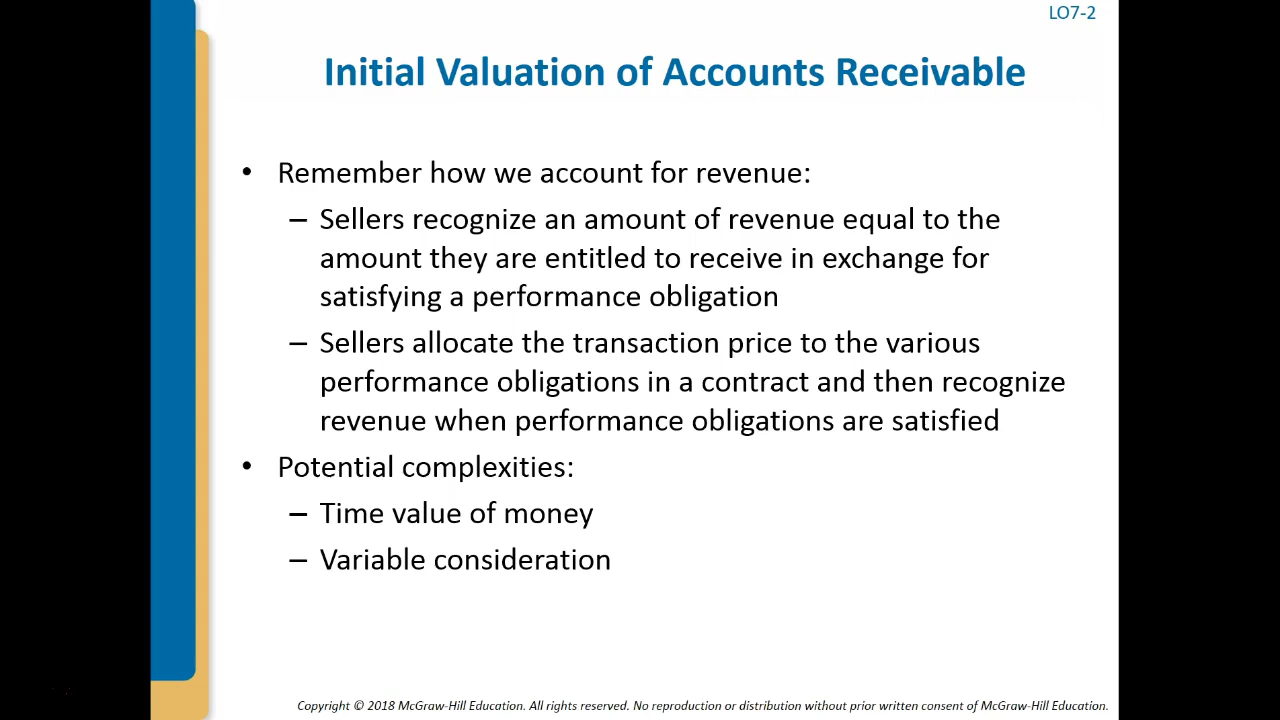 LO7-2
Initial Valuation of Accounts Receivable
• Remember how we account for revenue:
– Sellers recognize an amount of revenue equal to the
amount they are entitled to receive in exchange for
satisfying a performance obligation
– Sellers allocate the transaction price to the various
performance obligations in a contract and then recognize
revenue when performance obligations are satisfied
• Potential complexities:
– Time value of money
– Variable consideration
Copyright © 2018 McGraw-Hill Education. All rights reserved. No reproduction or distribution without prior written consent of McGraw-Hill Education.